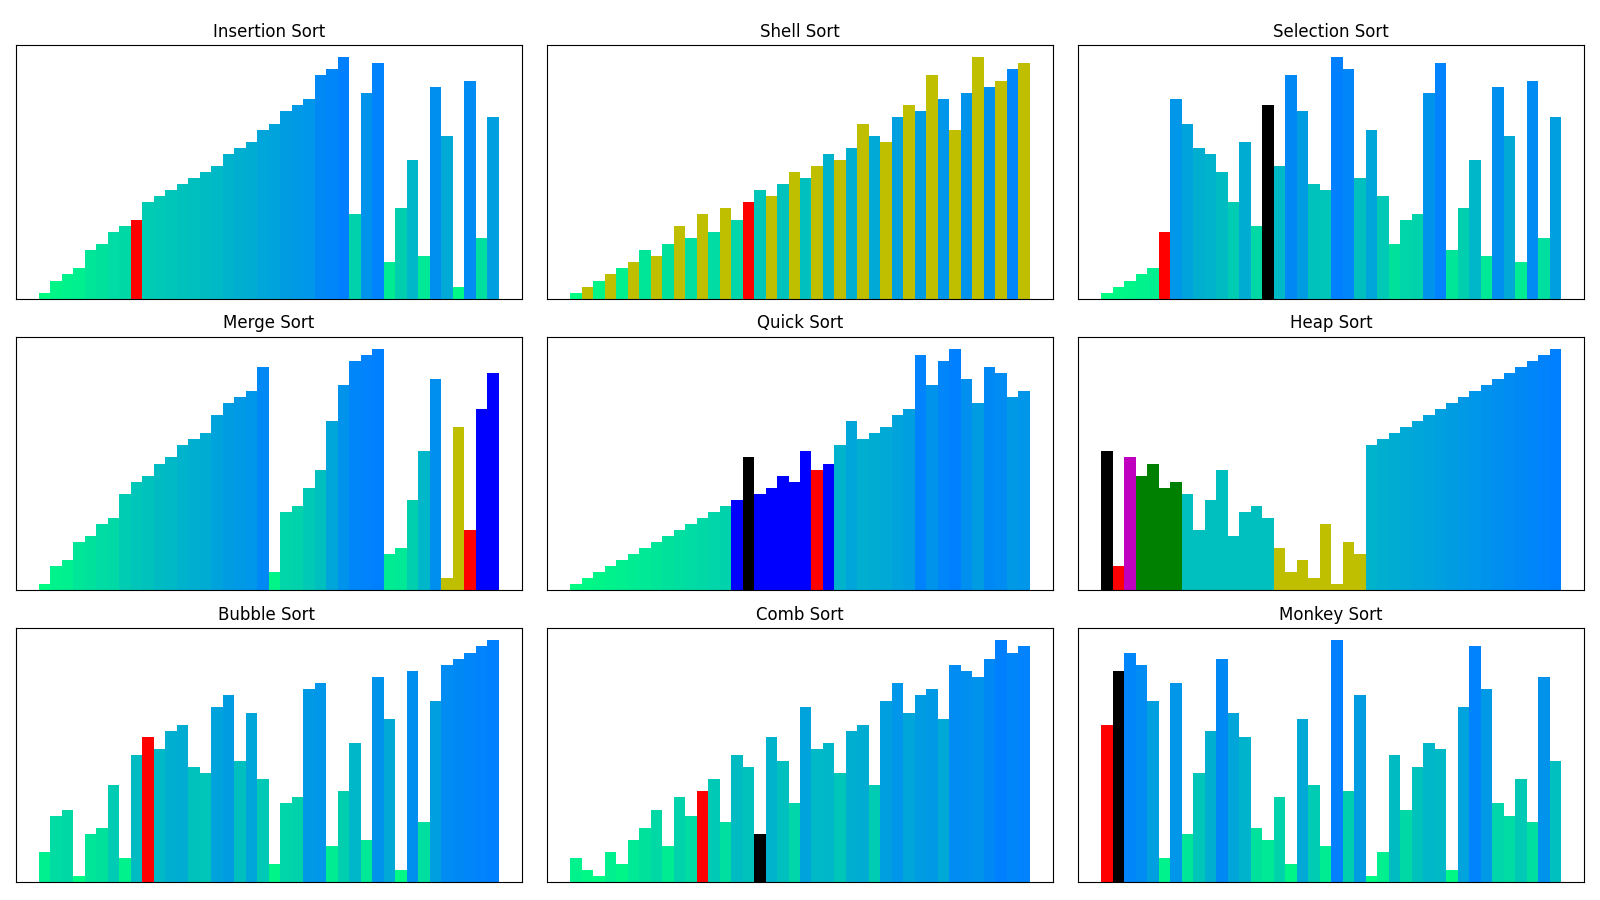 Insertion Sort
Shell Sort
Selection Sort
Merge Sort
Quick Sort
Heap Sort
Bubble Sort
Comb Sort
Monkey Sort